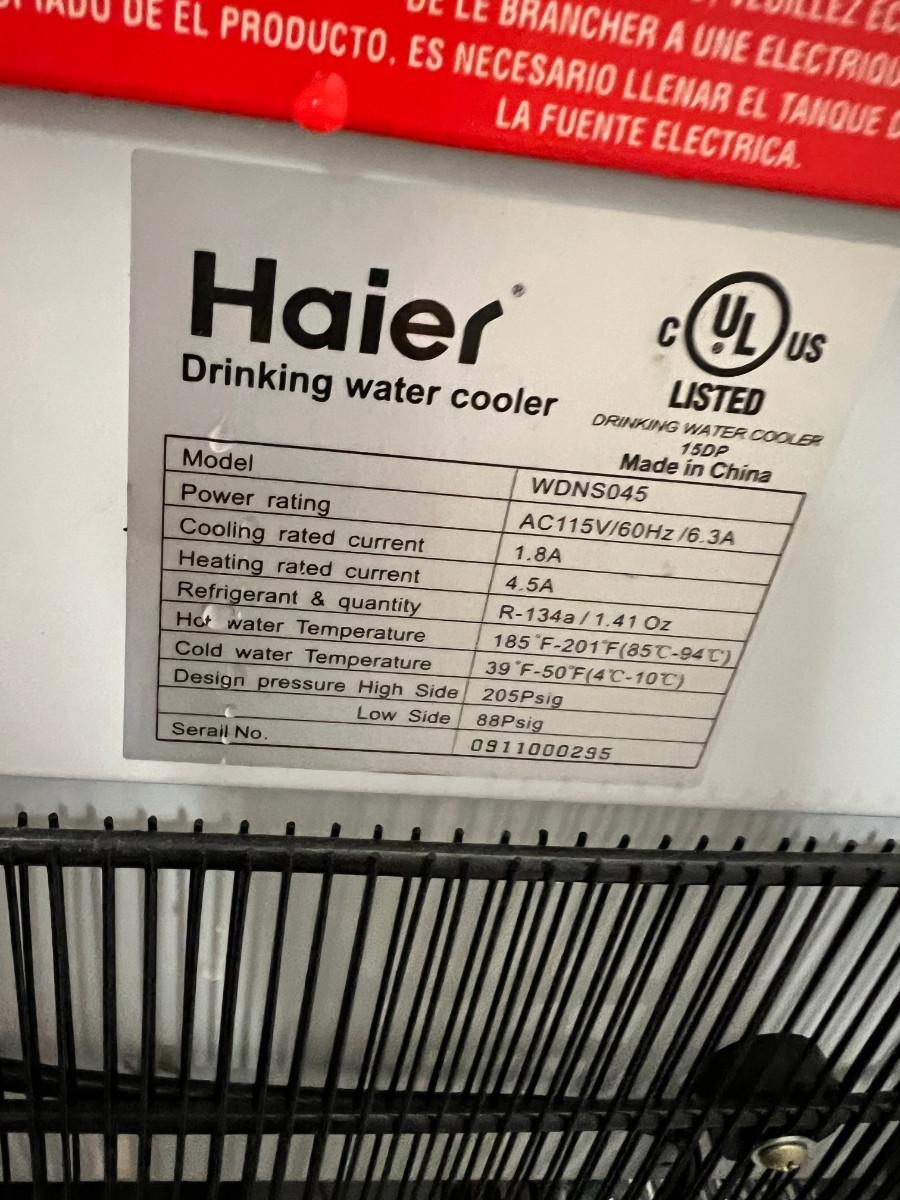 DE LE BRANCHER A UNE
DE EL PRODUCTO. ES NECESARIO LLENAR EL TANQUE
LA FUENTE ELECTRICA.
Haier®
Drinking water cooler
C UL® US
LISTED
DRINKING WATER COOLER
15DP
Made in China
Model WDNS045
Power rating AC115V/60Hz /6.3A
Cooling rated current 1.8A
Heating rated current 4.5A
Refrigerant & quantity R-134a / 1.41 Oz
Hot water Temperature 185°F-201°F(85℃-94℃)
Cold water Temperature 39°F-50°F(4℃-10℃)
Design pressure High Side 205Psig
Low Side 88Psig
Serail No. 0911000295